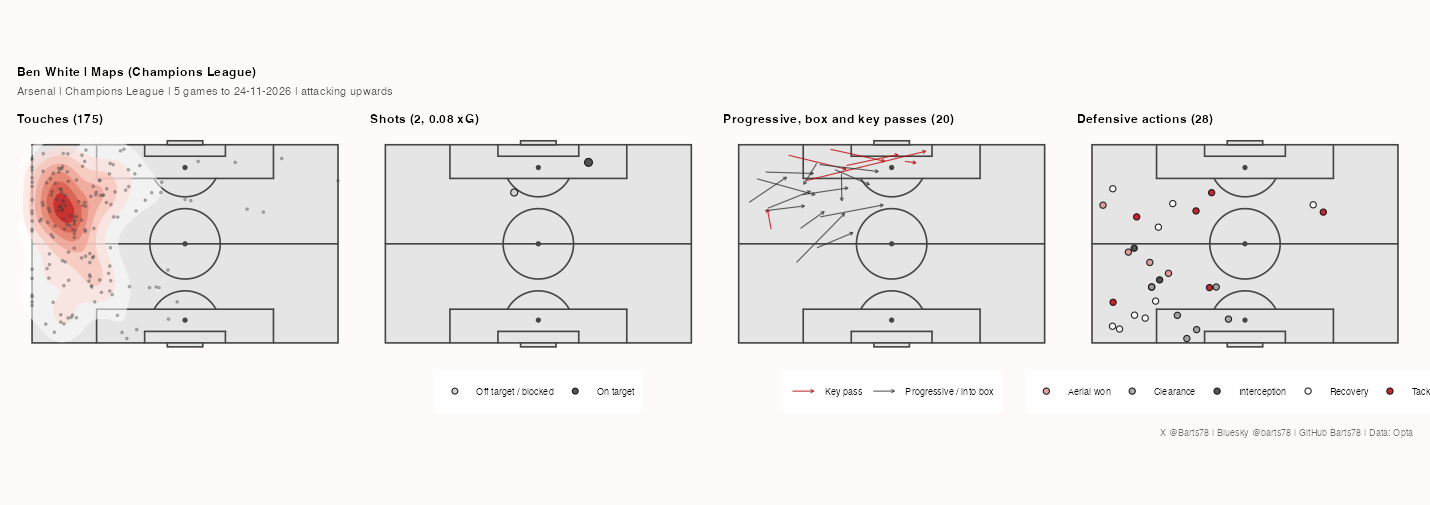 Ben White | Maps (Champions League)
Arsenal | Champions League | 5 games to 24-11-2026 | attacking upwards
Touches (175)
Shots (2, 0.08 xG)
Progressive, box and key passes (20)
Defensive actions (28)
Off target / blocked
On target
Key pass
Progressive / into box
Aerial won
Clearance
Interception
Recovery
Tack
X @Barts78 | Bluesky @barts78 | GitHub Barts78 | Data: Opta